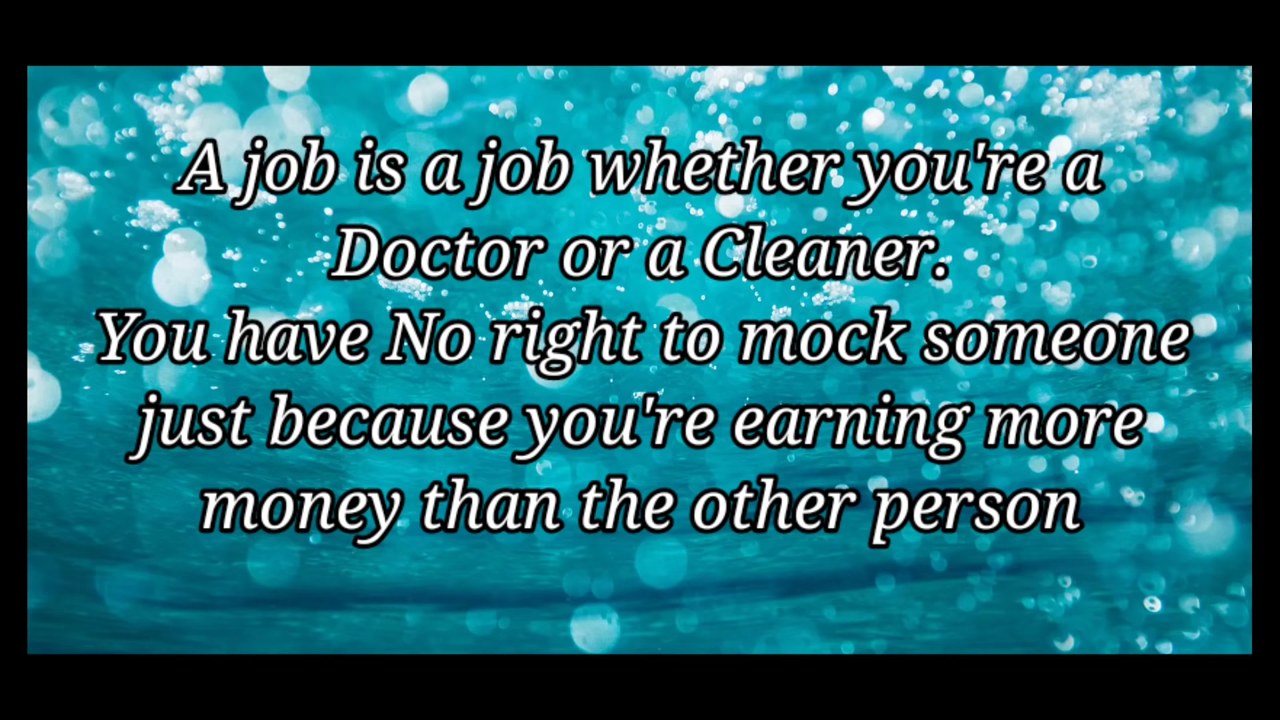 A job is a job whether you're a
Doctor or a Cleaner.
You have No right to mock someone
just because you're earning more
money than the other person